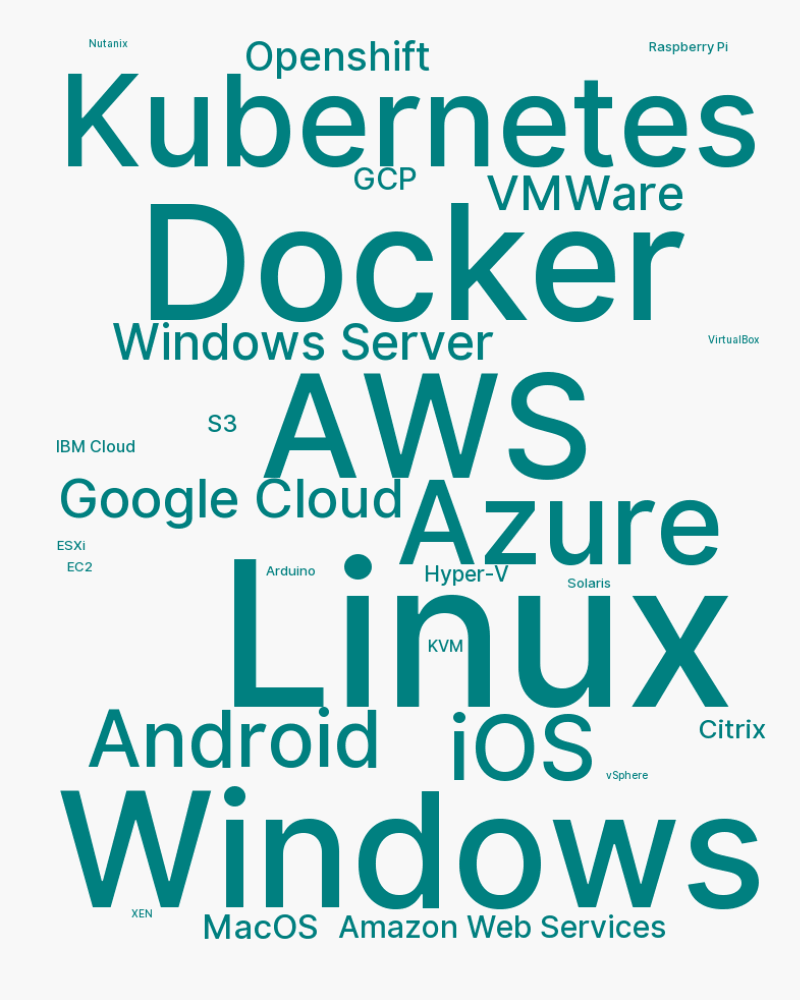 Nutanix
Openshift
Raspberry Pi
Kubernetes
GCP
VMWare
Docker
Windows Server
VirtualBox
AWS
S3
IBM Cloud
Google Cloud
Azure
ESXi
EC2
Arduino
Hyper-V
Solaris
Linux
KVM
Android
iOS
Citrix
vSphere
Windows
XEN
MacOS
Amazon Web Services